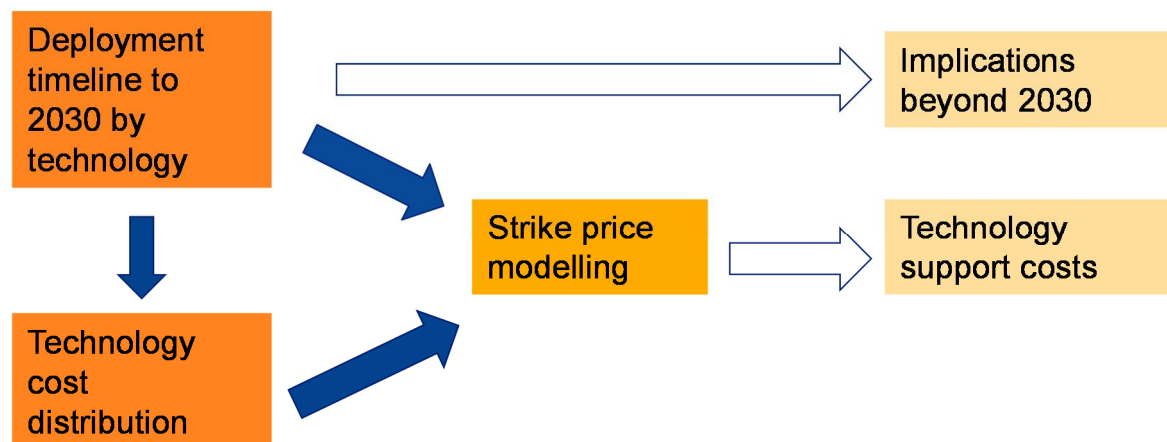 Deployment
timeline to
2030 by
technology
Implications
beyond 2030
Strike price
modelling
Technology
support costs
Technology
cost
distribution